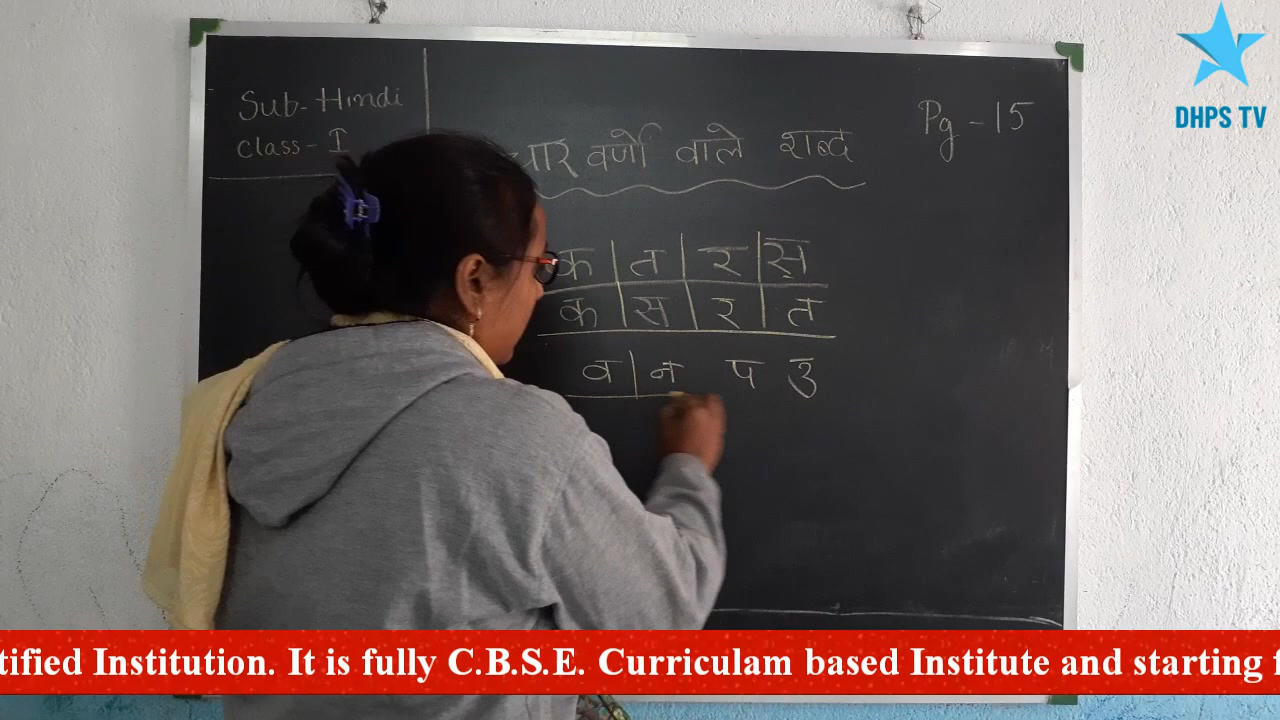 DHPS TV
Sub-Hindi
Class-I
Pg-15
चार वर्णो वाले शब्द
क त र स
क स र त
व न प उ
tified Institution. It is fully C.B.S.E. Curriculam based Institute and starting f